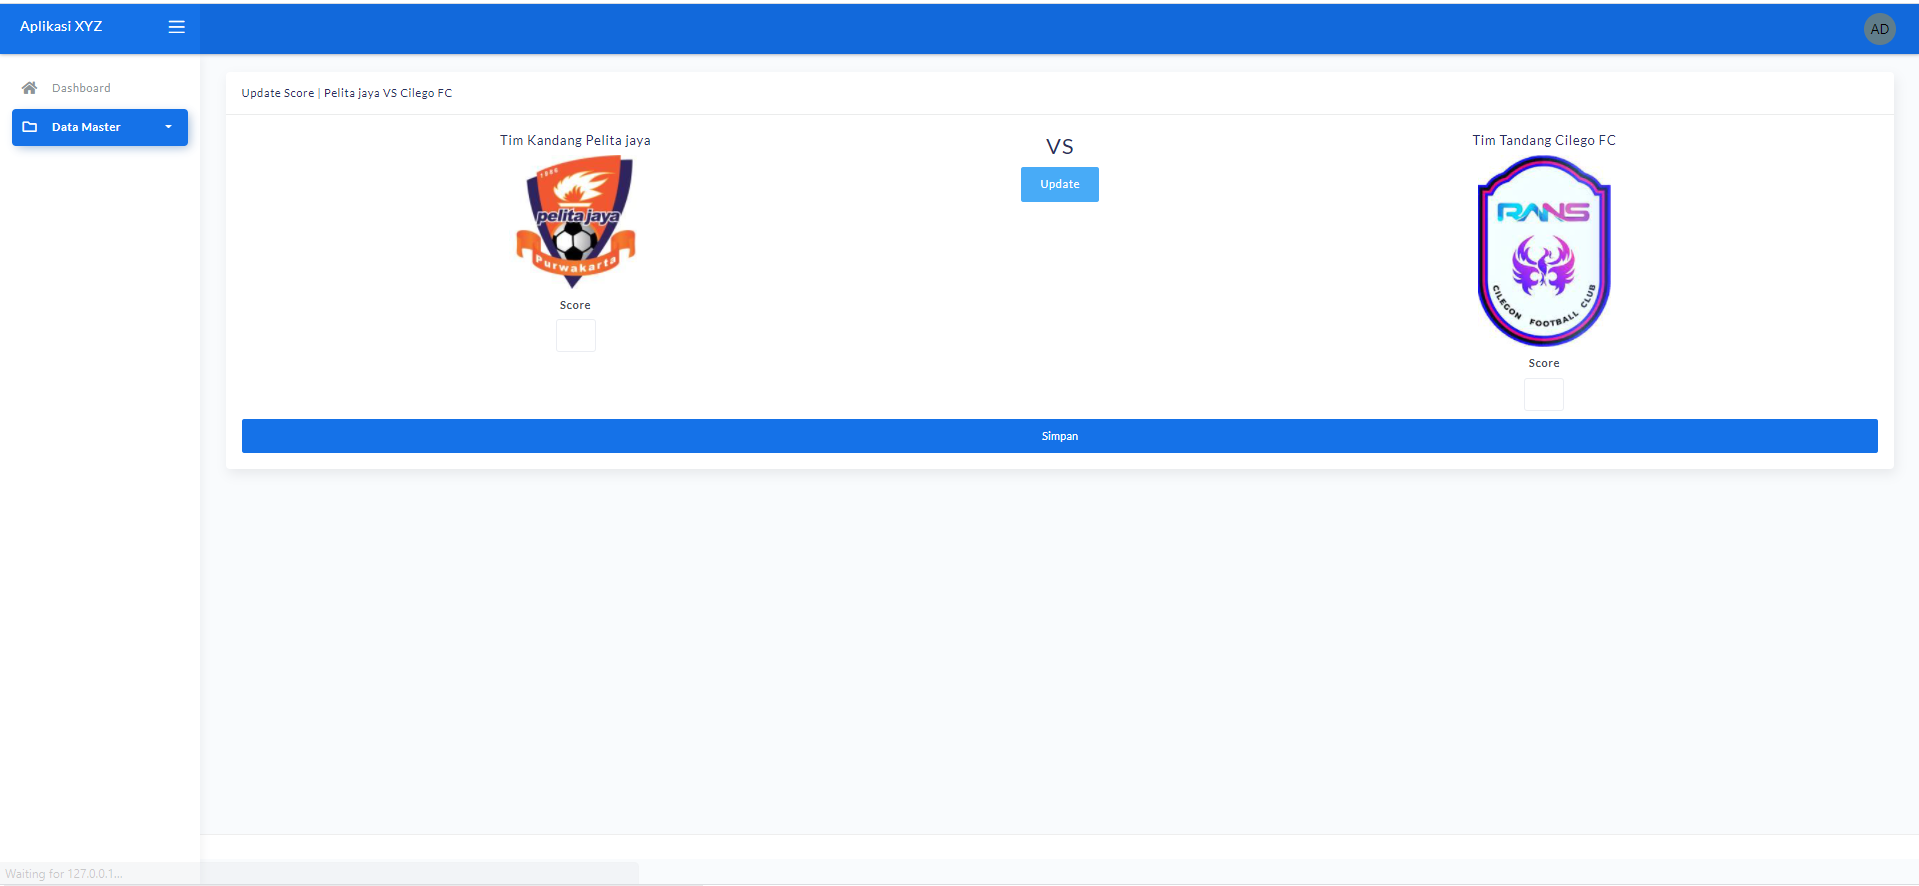 Aplikasi XYZ
AD
Dashboard
Data Master
Update Score | Pelita jaya VS Cilego FC
Tim Kandang Pelita jaya
1986
pelita jaya
Purwakarta
Score
VS
Update
Tim Tandang Cilego FC
RANS
CILEGON FOOTBALL CLUB
Score
Simpan
Waiting for 127.0.0.1...